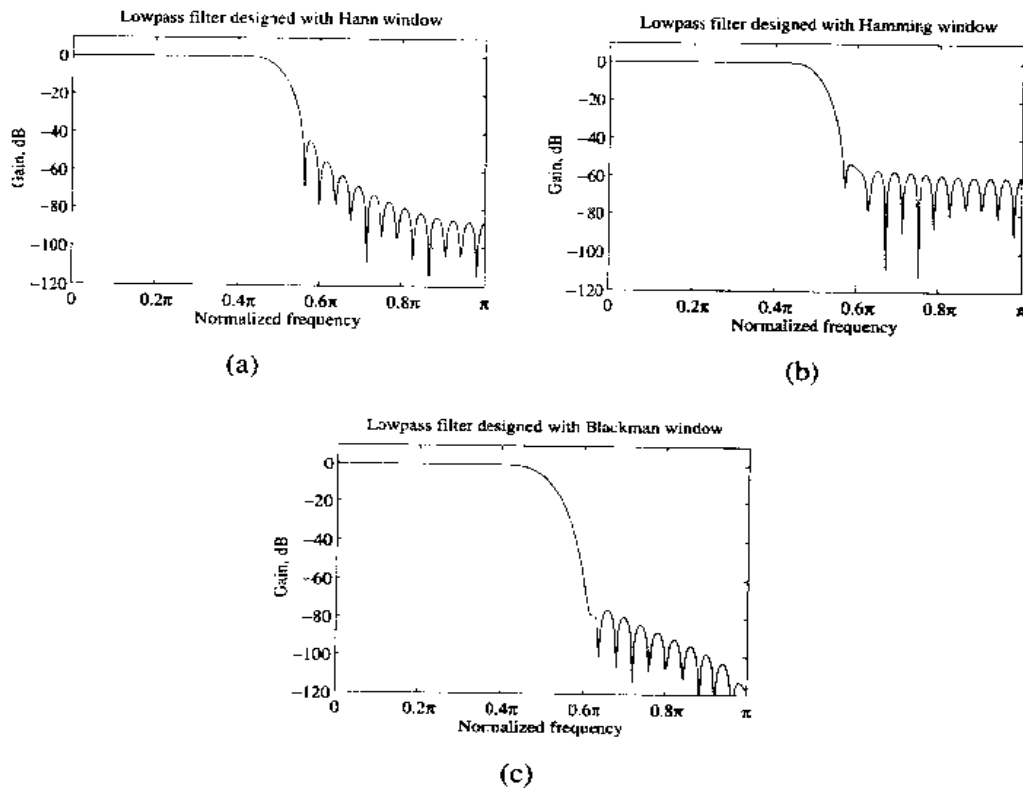 Lowpass filter designed with Hann window
Gain, dB
0
−20
−40
−60
−80
−100
−120
0 0.2π 0.4π 0.6π 0.8π π
Normalized frequency
(a)
Lowpass filter designed with Hamming window
Gain, dB
0
−20
−40
−60
−80
−100
−120
0 0.2π 0.4π 0.6π 0.8π π
Normalized frequency
(b)
Lowpass filter designed with Blackman window
Gain, dB
0
−20
−40
−60
−80
−100
−120
0 0.2π 0.4π 0.6π 0.8π π
Normalized frequency
(c)